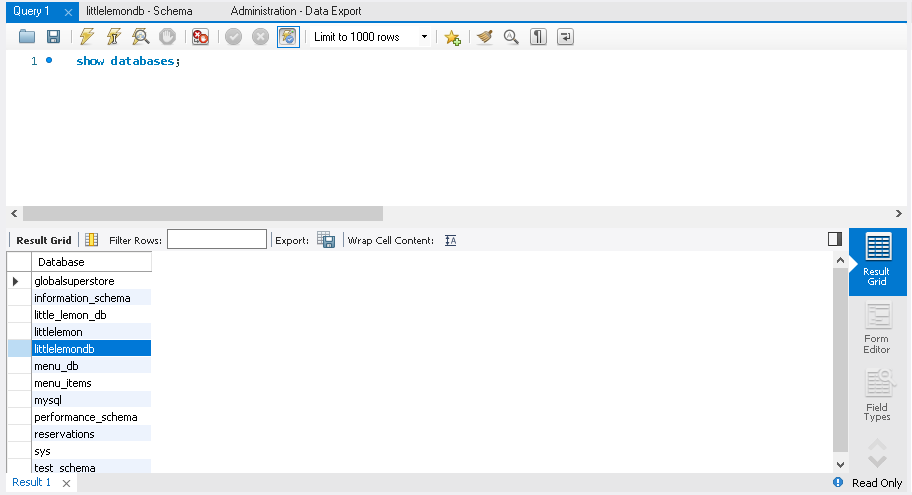 Query 1
littlelemondb - Schema
Administration - Data Export
Limit to 1000 rows
1
show databases;
Result Grid
Filter Rows:
Export:
Wrap Cell Content:
Database
globalsuperstore
information_schema
little_lemon_db
littlelemon
littlelemondb
menu_db
menu_items
mysql
performance_schema
reservations
sys
test_schema
Result
Grid
Form
Editor
Field
Types
Result 1
Read Only